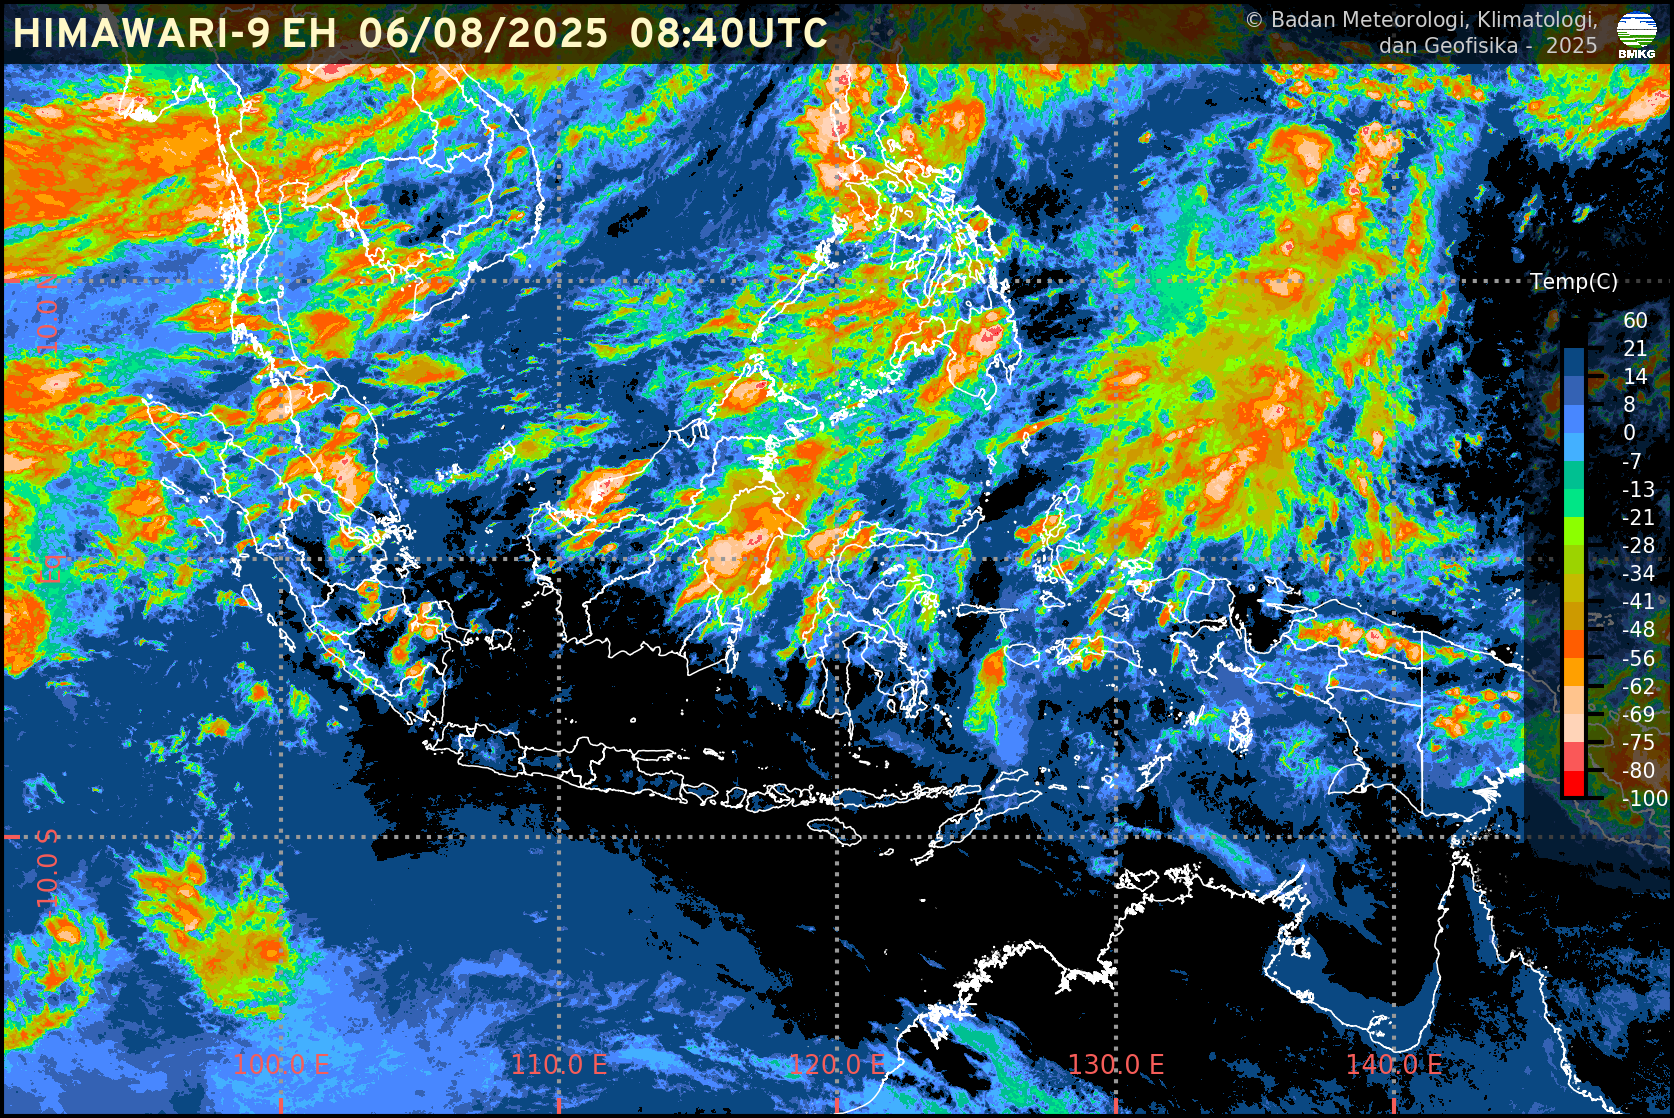 HIMAWARI-9 EH 06/08/2025 08:40UTC
© Badan Meteorologi, Klimatologi,
dan Geofisika - 2025
BMKG
10.0 N
Eq
10.0 S
Temp(C)
60
21
14
8
0
-7
-13
-21
-28
-34
-41
-48
-56
-62
-69
-75
-80
-100
100.0 E
110.0 E
120.0 E
130.0 E
140.0 E